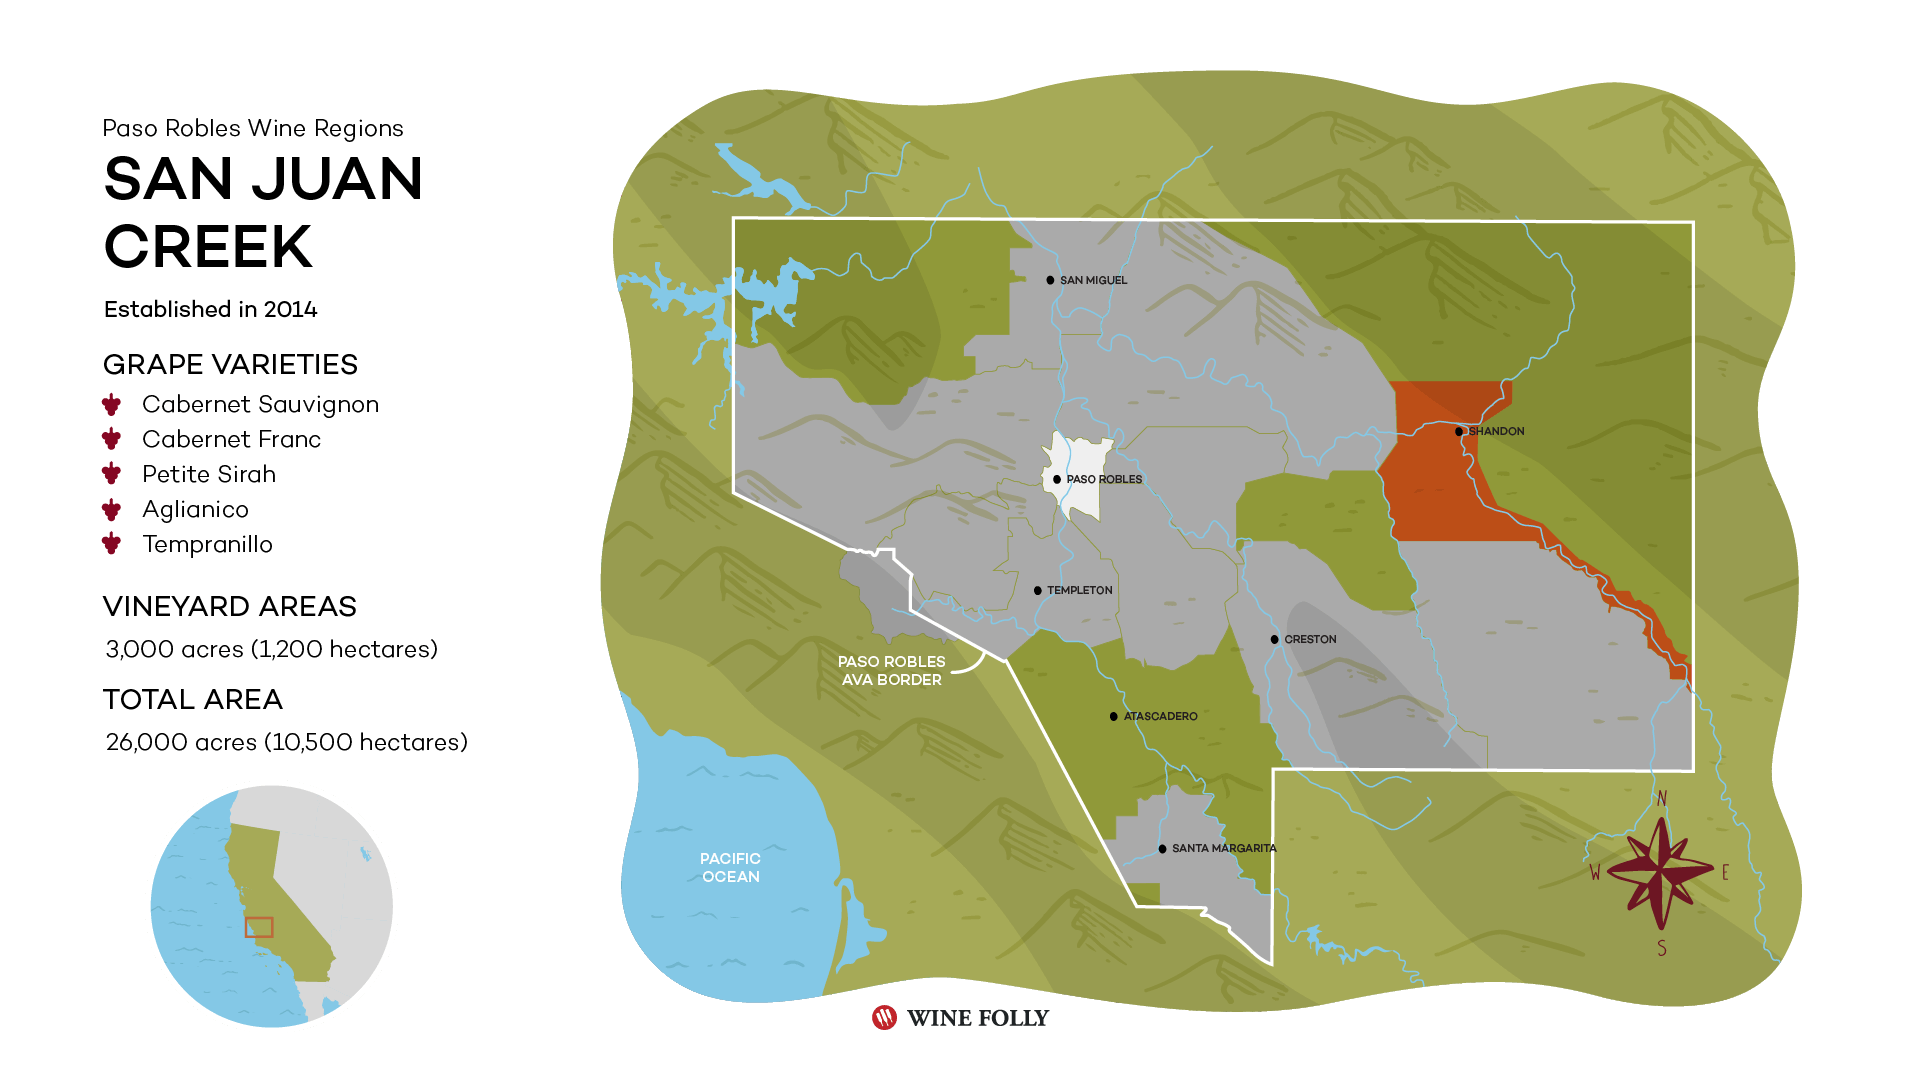 Paso Robles Wine Regions
SAN JUAN
CREEK
Established in 2014
GRAPE VARIETIES
Cabernet Sauvignon
Cabernet Franc
Petite Sirah
Aglianico
Tempranillo
VINEYARD AREAS
3,000 acres (1,200 hectares)
TOTAL AREA
26,000 acres (10,500 hectares)
SAN MIGUEL
SHANDON
PASO ROBLES
TEMPLETON
CRESTON
PASO ROBLES
AVA BORDER
ATASCADERO
SANTA MARGARITA
PACIFIC
OCEAN
N
W
E
S
WINE FOLLY